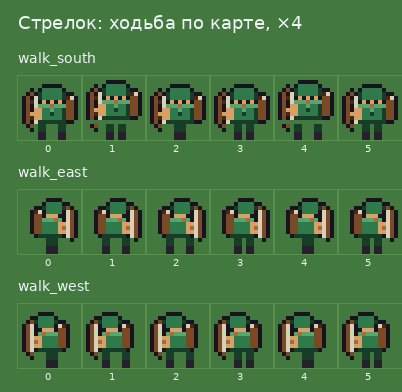 Стрелок: ходьба по карте, ×4
walk_south
0 1 2 3 4 5
walk_east
0 1 2 3 4 5
walk_west
0 1 2 3 4 5